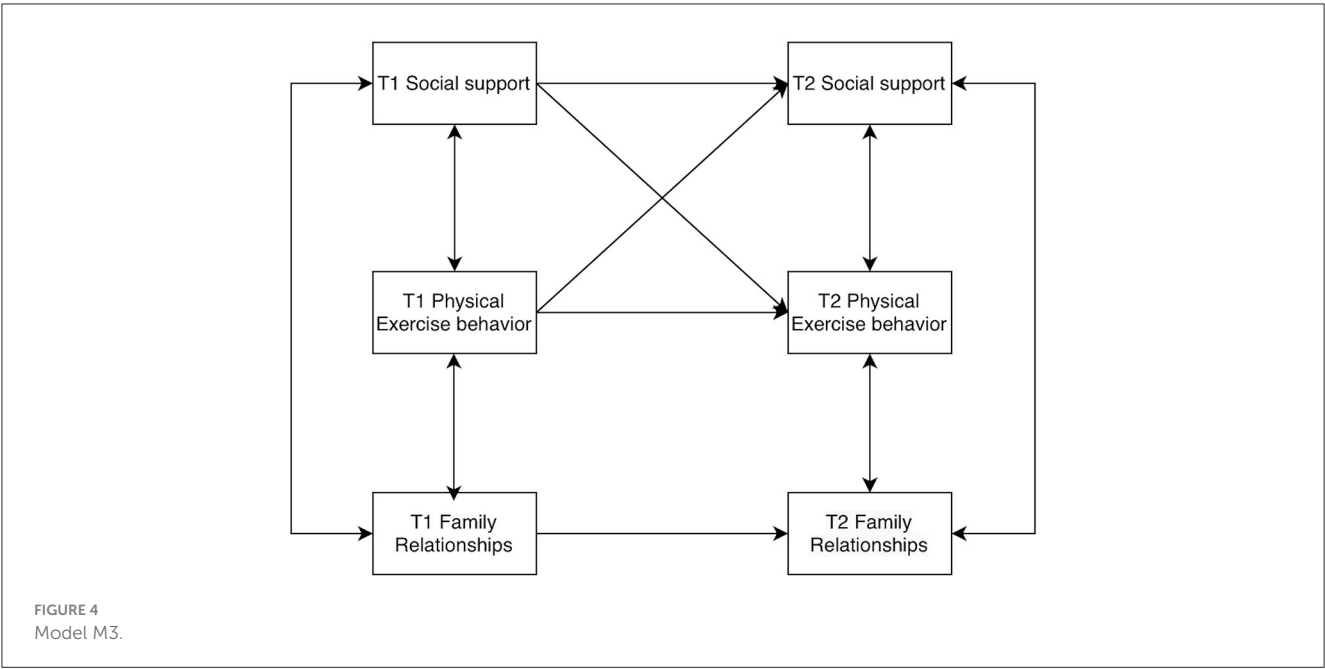 T1 Social support
T2 Social support
T1 Physical
Exercise behavior
T2 Physical
Exercise behavior
T1 Family
Relationships
T2 Family
Relationships
FIGURE 4
Model M3.